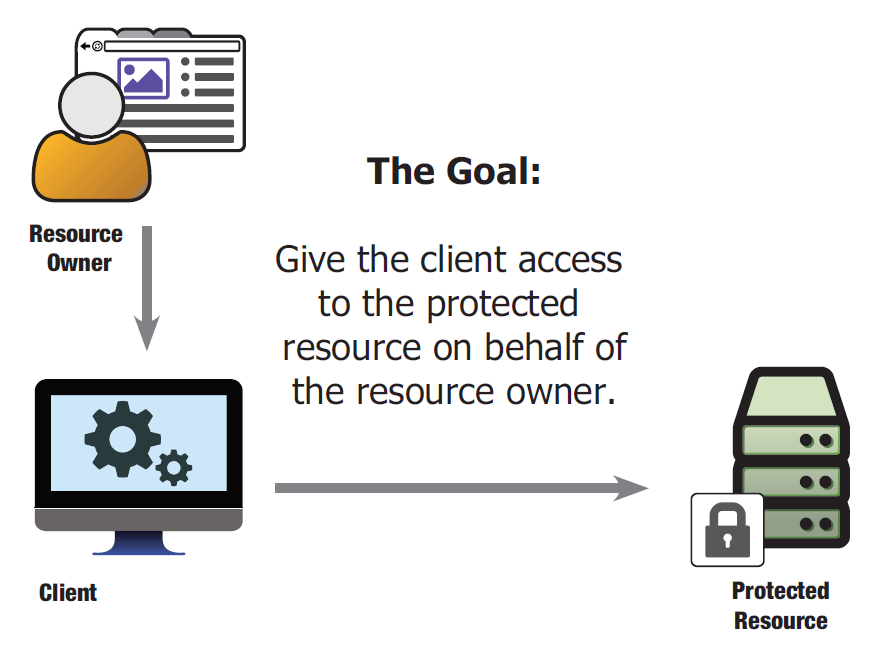 The Goal:
Resource
Owner
Give the client access
to the protected
resource on behalf of
the resource owner.
Client
Protected
Resource